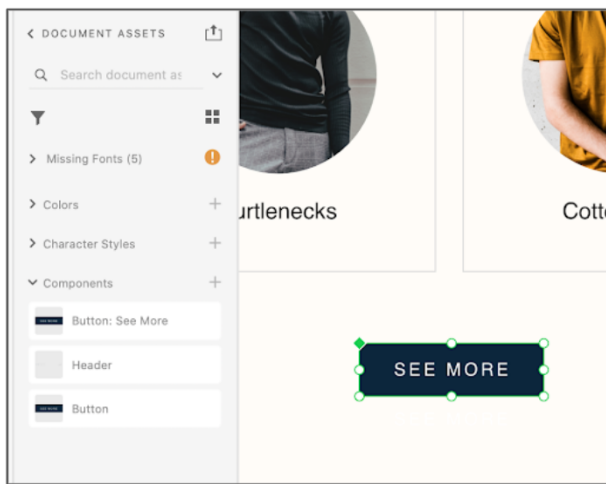 DOCUMENT ASSETS
Search document as
Missing Fonts (5)
Colors
Character Styles
Components
Button: See More
Header
Button
urtlenecks
Cott
SEE MORE